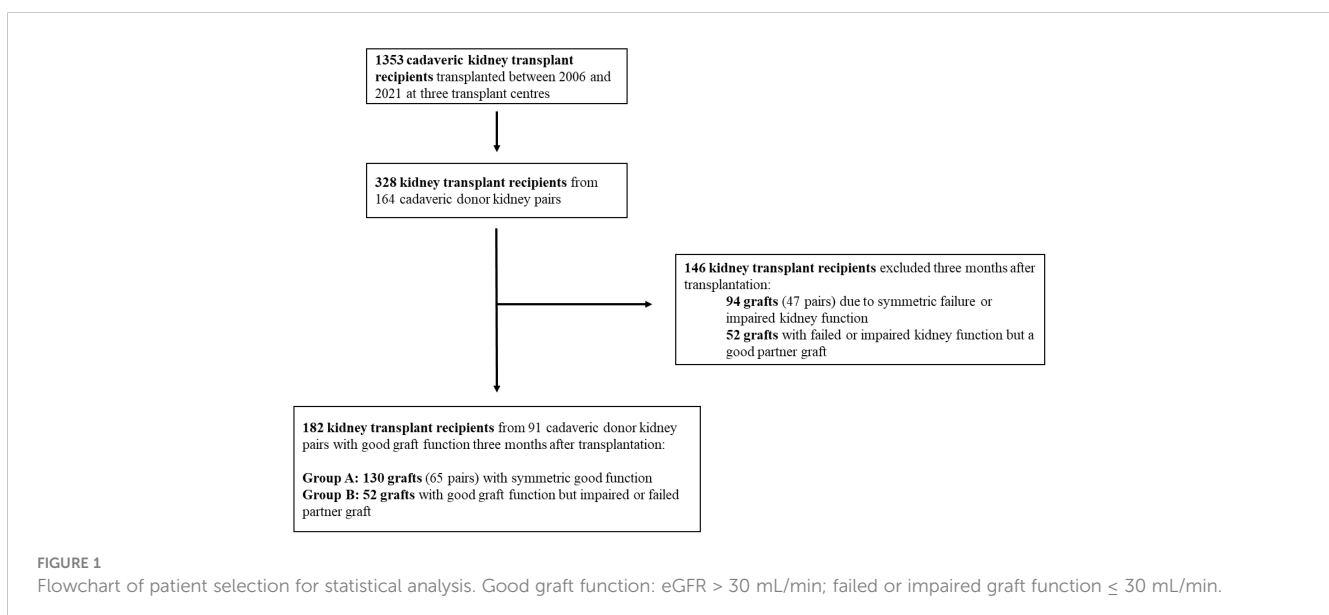 1353 cadaveric kidney transplant
recipients transplanted between 2006 and
2021 at three transplant centres
328 kidney transplant recipients from
164 cadaveric donor kidney pairs
146 kidney transplant recipients excluded three months after
transplantation:
94 grafts (47 pairs) due to symmetric failure or
impaired kidney function
52 grafts with failed or impaired kidney function but a
good partner graft
182 kidney transplant recipients from 91 cadaveric donor kidney
pairs with good graft function three months after transplantation:
Group A: 130 grafts (65 pairs) with symmetric good function
Group B: 52 grafts with good graft function but impaired or failed
partner graft
FIGURE 1
Flowchart of patient selection for statistical analysis. Good graft function: eGFR > 30 mL/min; failed or impaired graft function ≤ 30 mL/min.